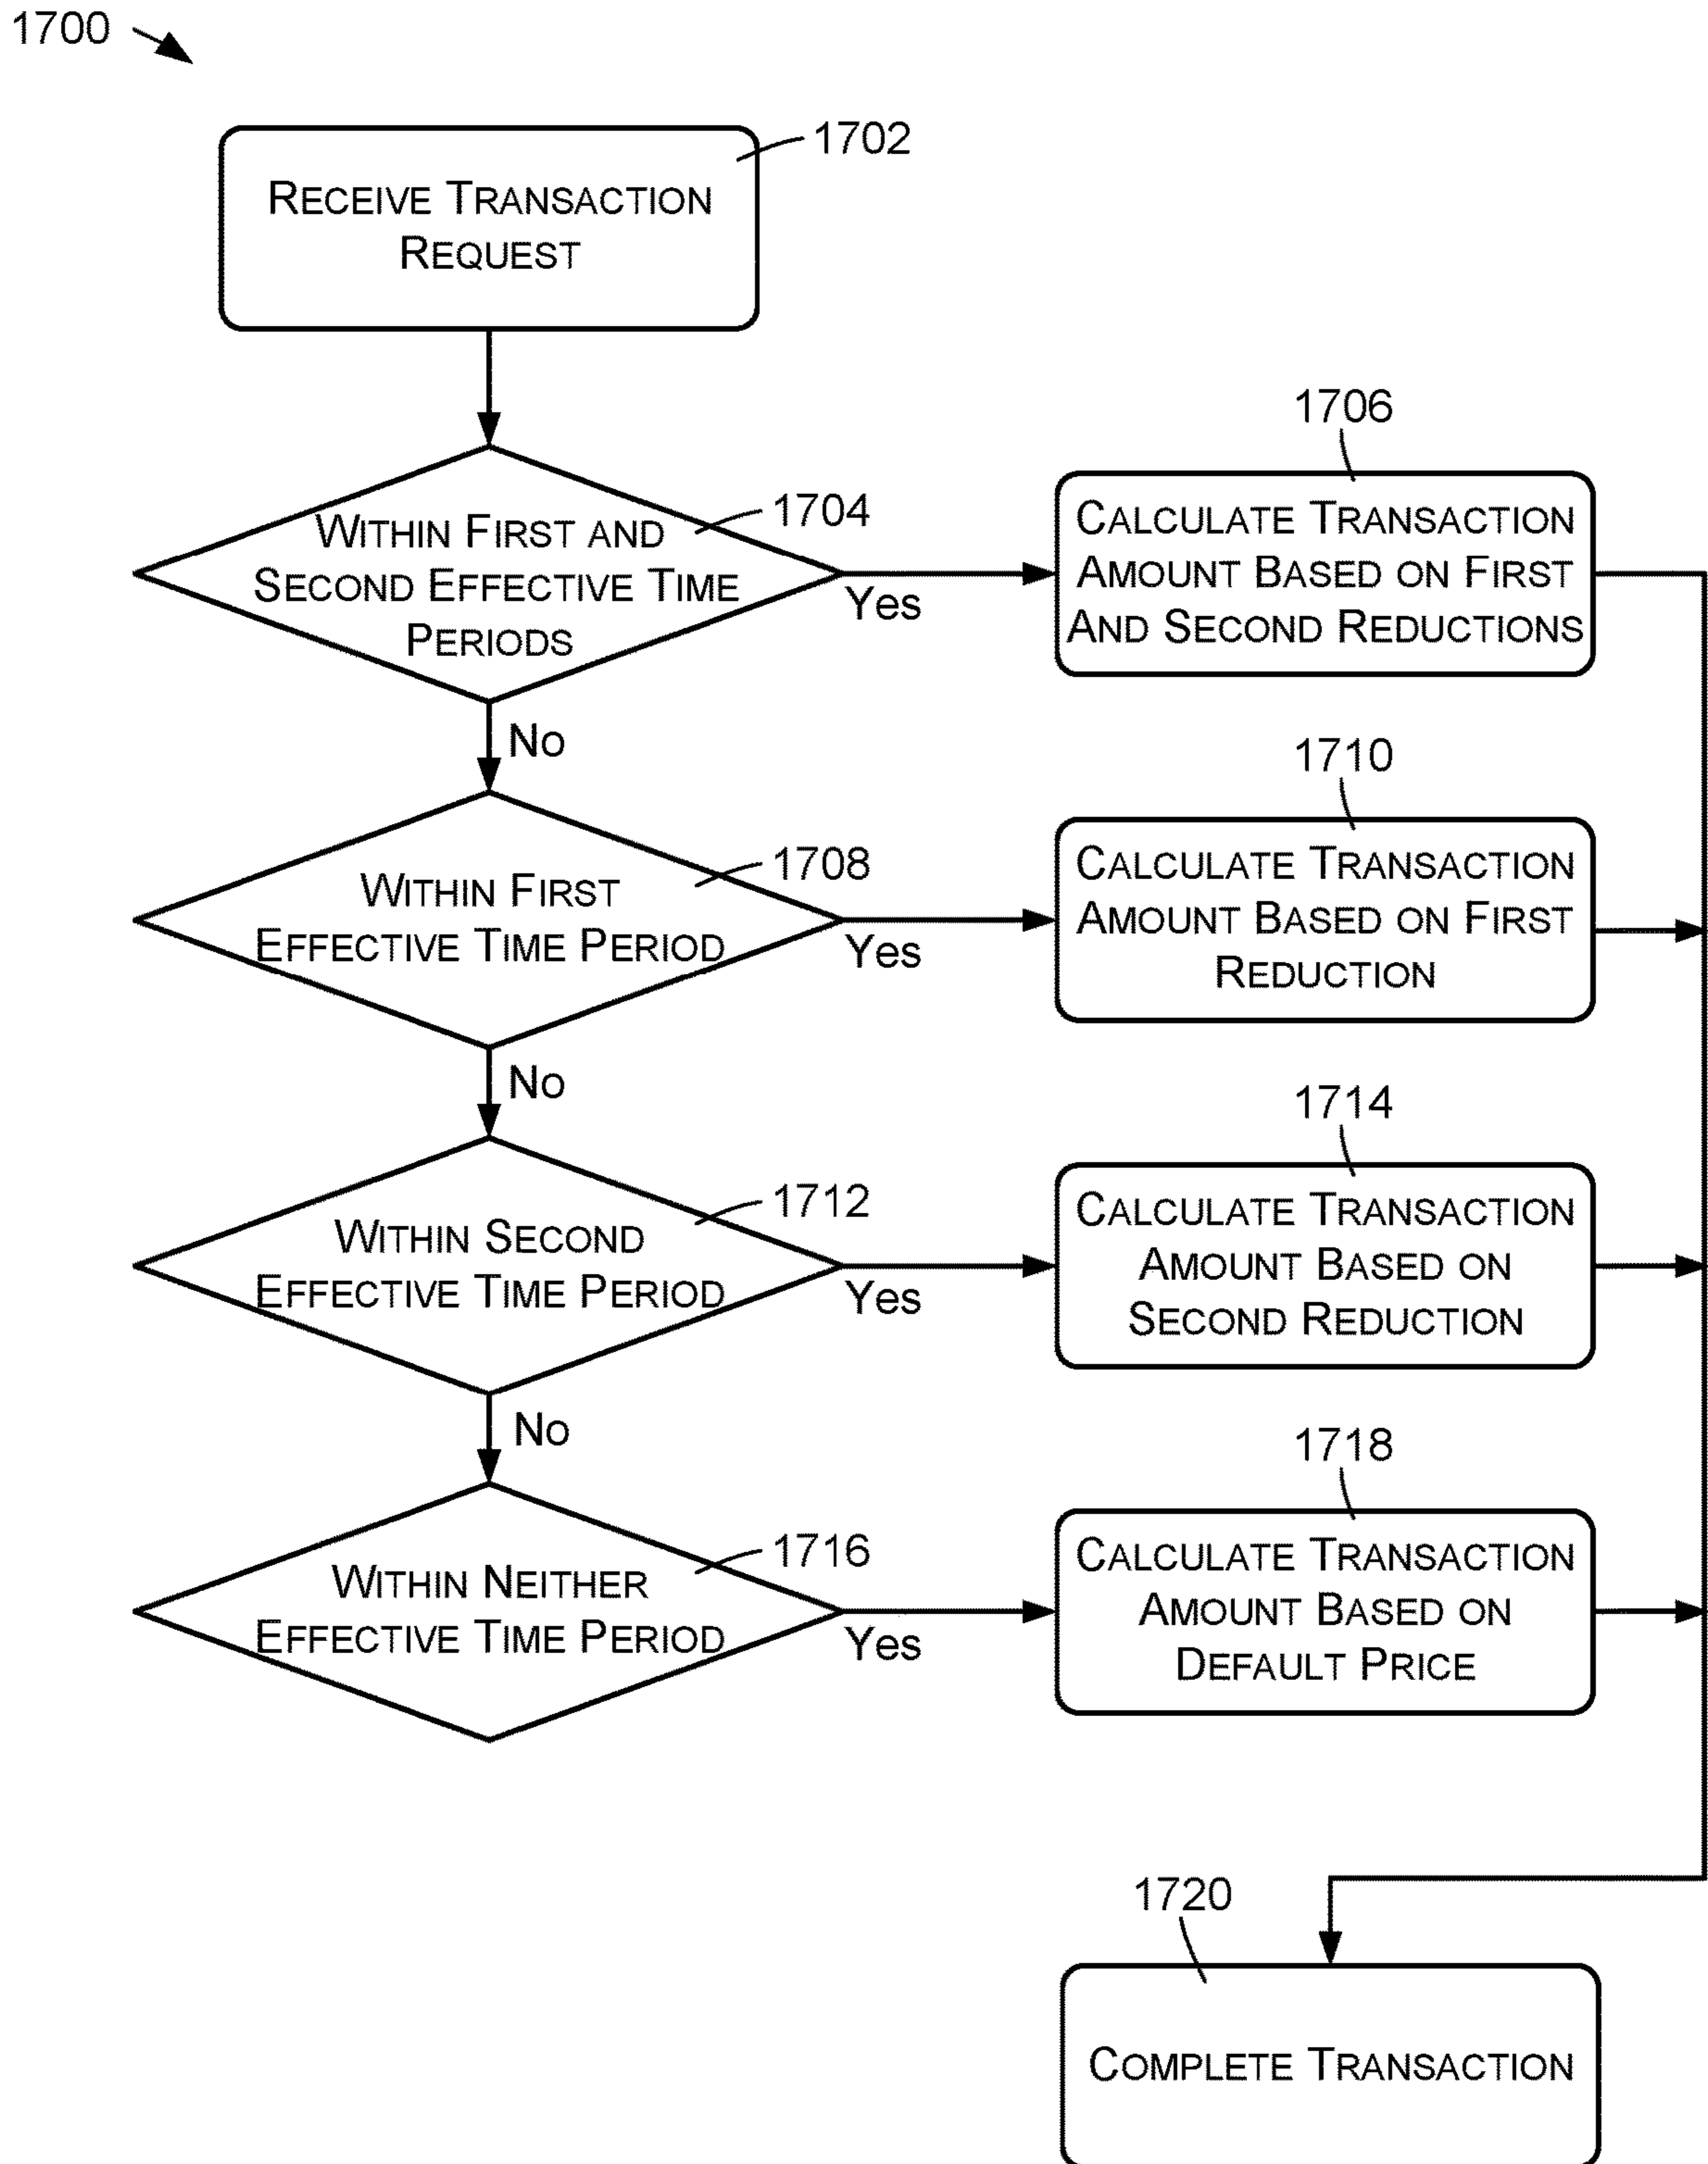 1700
1702
RECEIVE TRANSACTION
REQUEST
1704
WITHIN FIRST AND
SECOND EFFECTIVE TIME
PERIODS
Yes
1706
CALCULATE TRANSACTION
AMOUNT BASED ON FIRST
AND SECOND REDUCTIONS
No
1708
WITHIN FIRST
EFFECTIVE TIME PERIOD
Yes
1710
CALCULATE TRANSACTION
AMOUNT BASED ON FIRST
REDUCTION
No
1712
WITHIN SECOND
EFFECTIVE TIME PERIOD
Yes
1714
CALCULATE TRANSACTION
AMOUNT BASED ON
SECOND REDUCTION
No
1716
WITHIN NEITHER
EFFECTIVE TIME PERIOD
Yes
1718
CALCULATE TRANSACTION
AMOUNT BASED ON
DEFAULT PRICE
1720
COMPLETE TRANSACTION